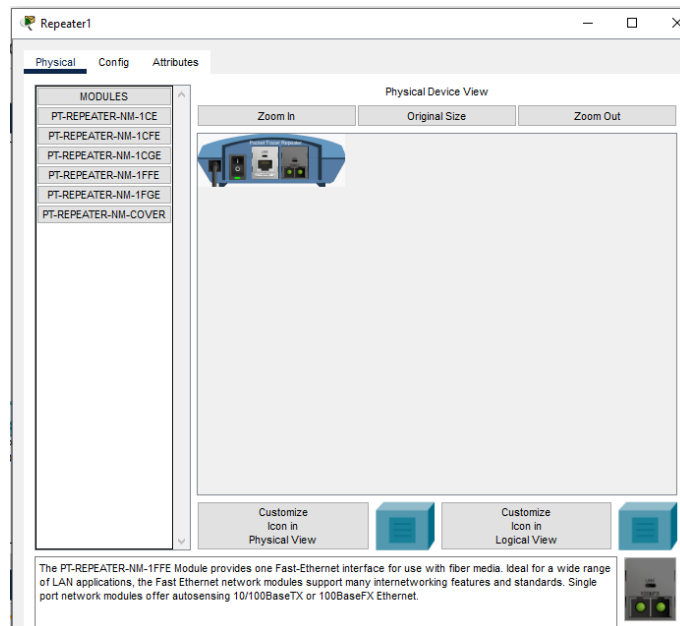 Repeater1
Physical Config Attributes
MODULES
PT-REPEATER-NM-1CE
PT-REPEATER-NM-1CFE
PT-REPEATER-NM-1CGE
PT-REPEATER-NM-1FFE
PT-REPEATER-NM-1FGE
PT-REPEATER-NM-COVER
Physical Device View
Zoom In Original Size Zoom Out
Packet Tracer Repeater
Customize
Icon in
Physical View
Customize
Icon in
Logical View
The PT-REPEATER-NM-1FFE Module provides one Fast-Ethernet interface for use with fiber media. Ideal for a wide range
of LAN applications, the Fast Ethernet network modules support many internetworking features and standards. Single
port network modules offer autosensing 10/100BaseTX or 100BaseFX Ethernet.